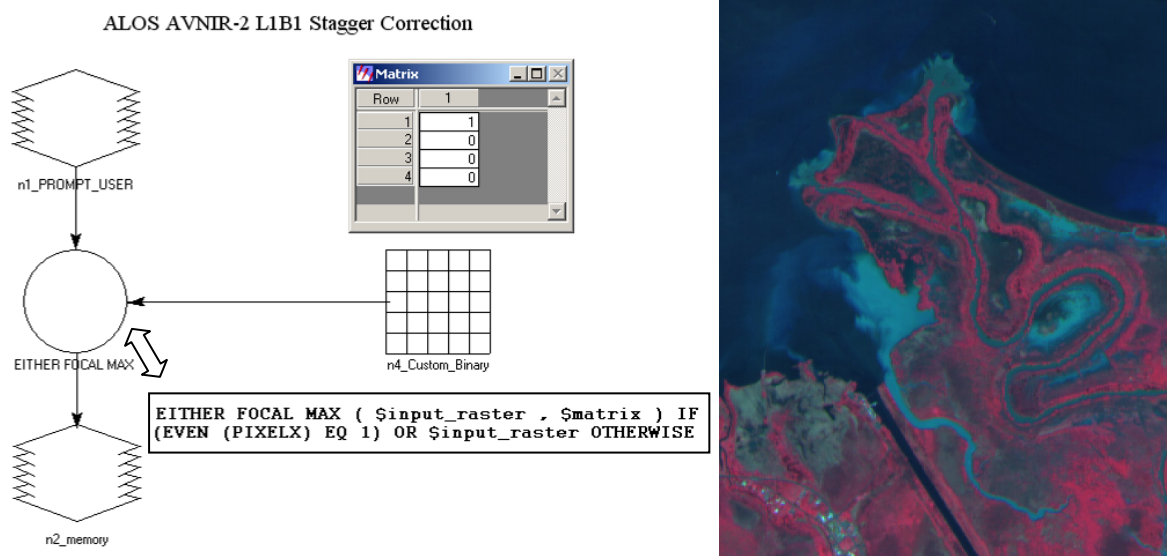 ALOS AVNIR-2 L1B1 Stagger Correction
Matrix
Row 1
1 1
2 0
3 0
4 0
n1_PROMPT_USER
EITHER FOCAL MAX
n4_Custom_Binary
EITHER FOCAL MAX ( $input_raster , $matrix ) IF
(EVEN (PIXELX) EQ 1) OR $input_raster OTHERWISE
n2_memory